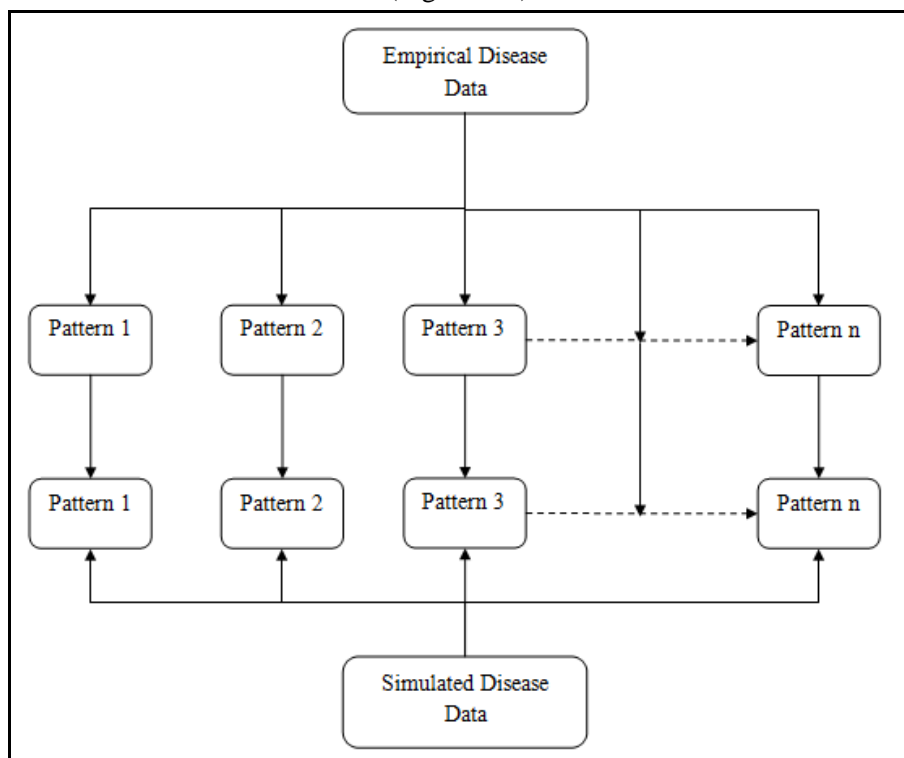 Empirical Disease
Data
Pattern 1
Pattern 2
Pattern 3
Pattern n
Pattern 1
Pattern 2
Pattern 3
Pattern n
Simulated Disease
Data